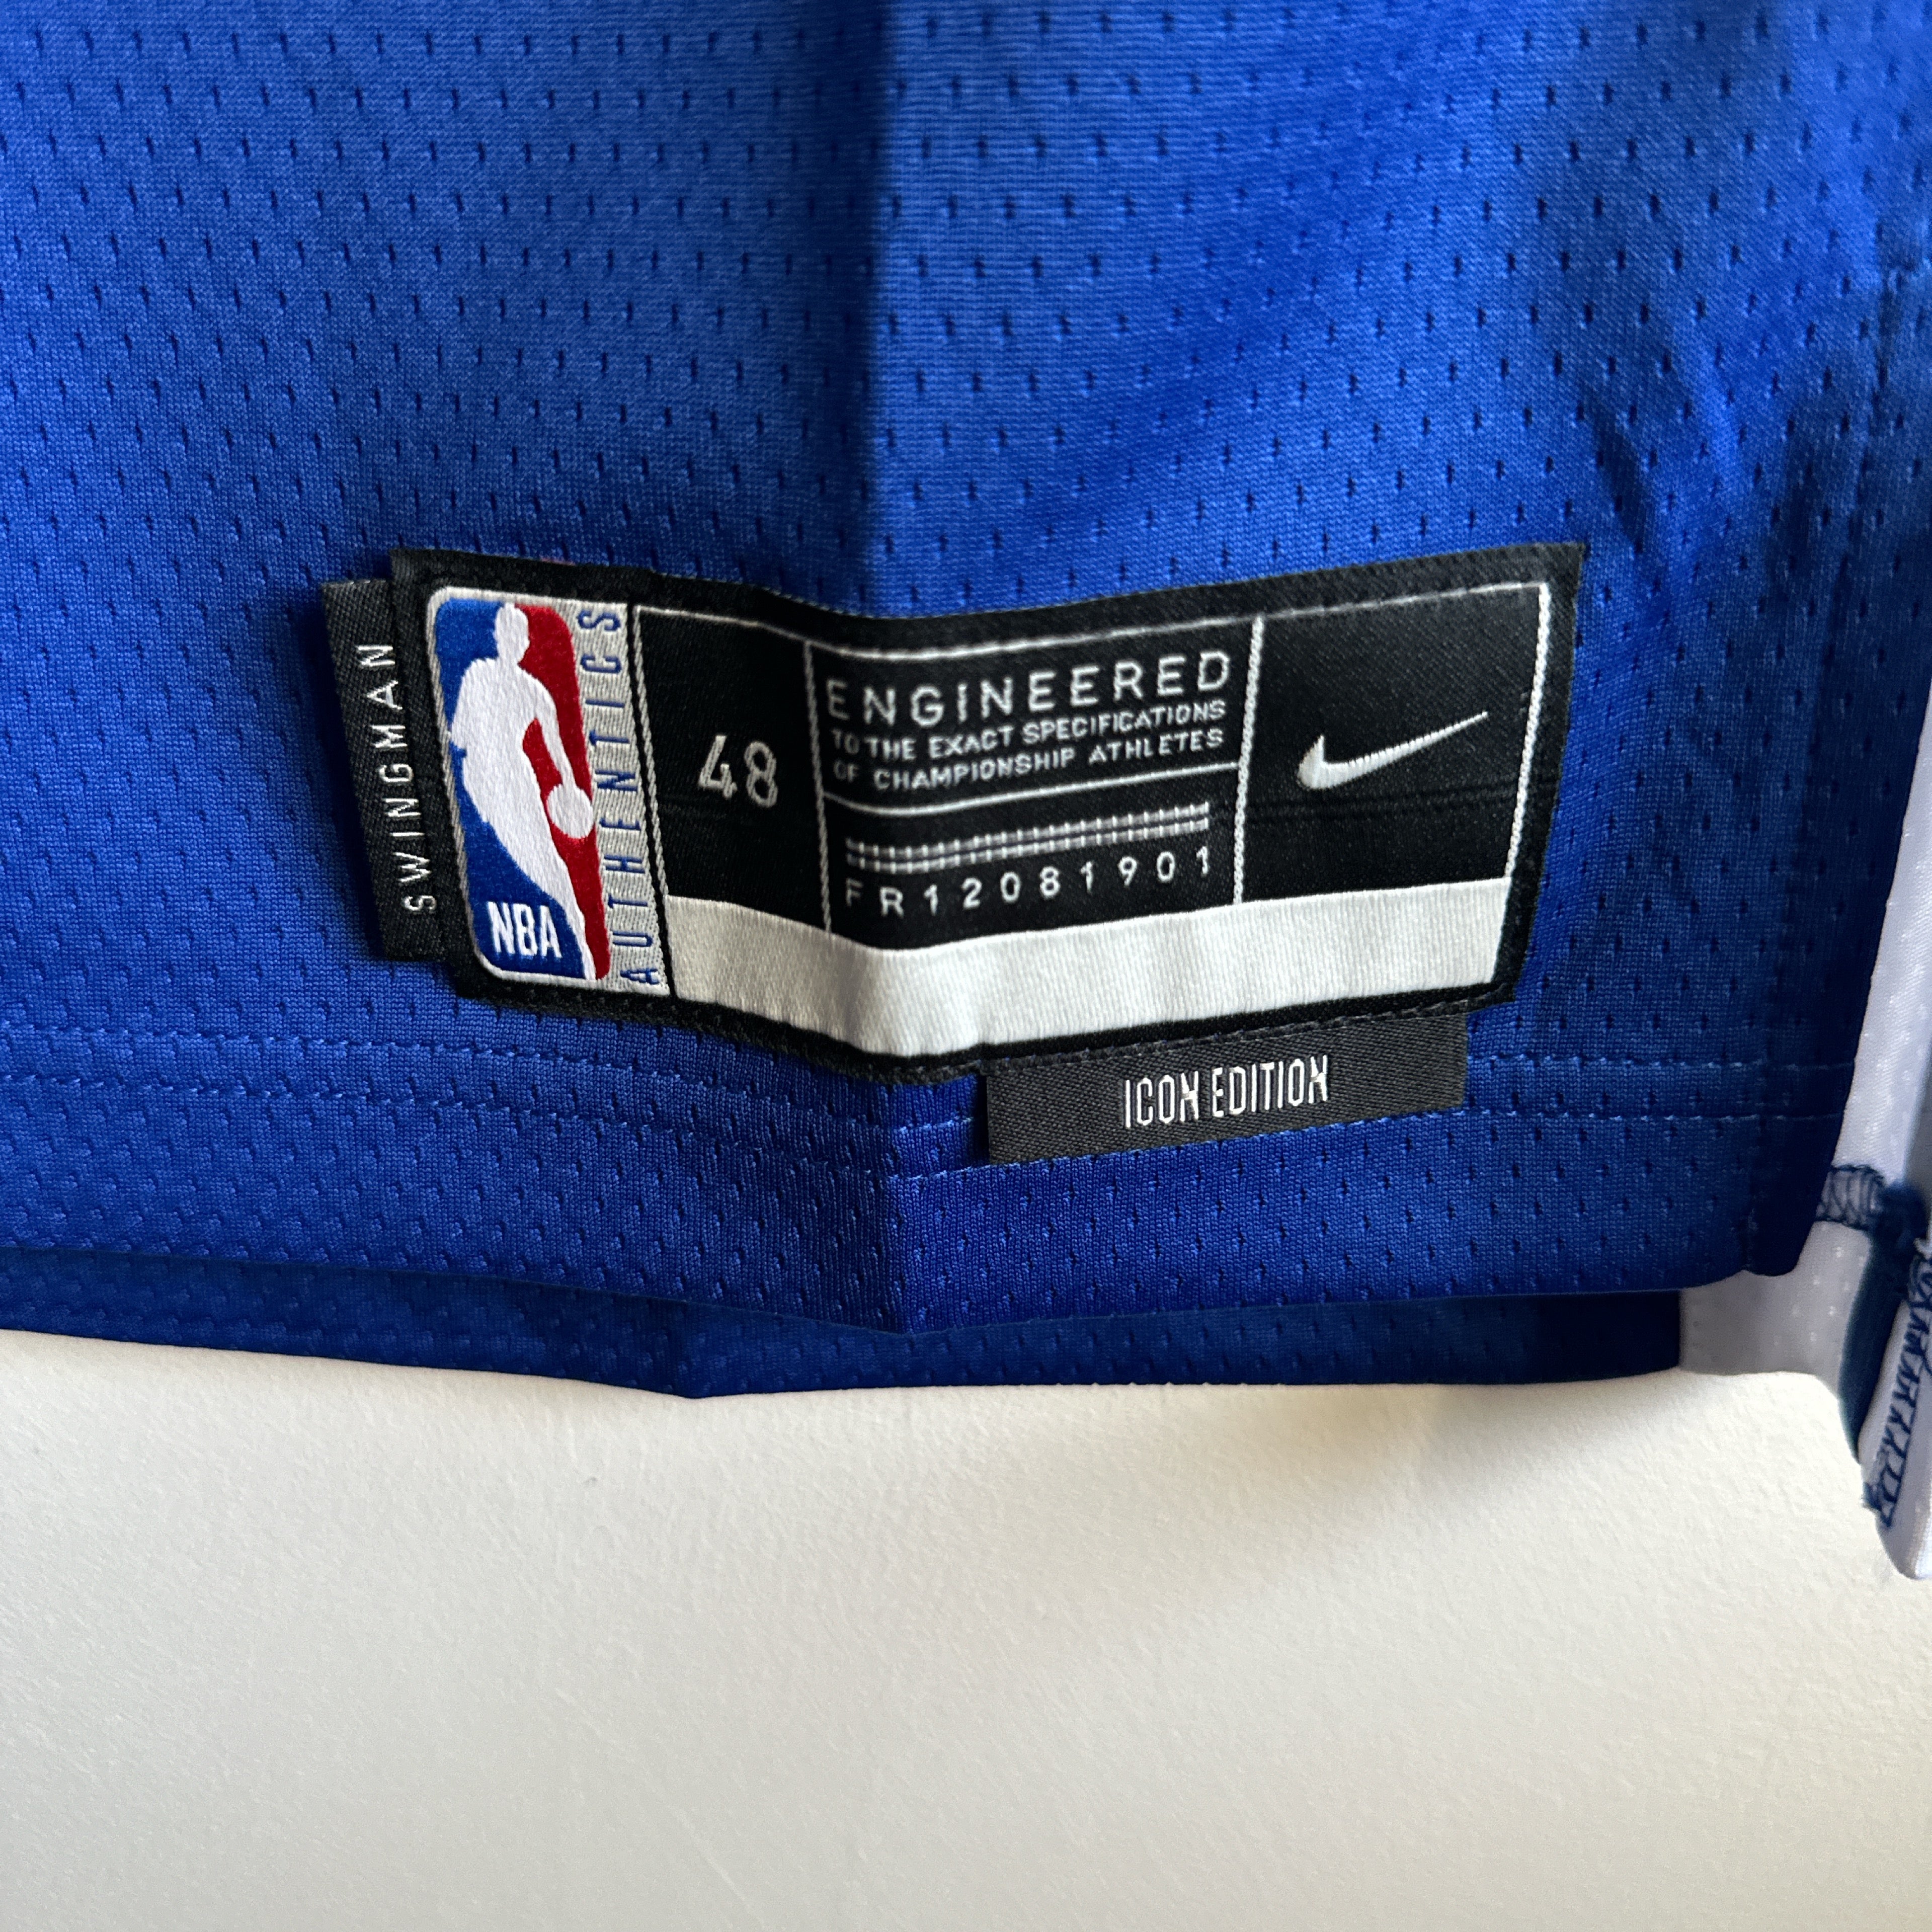 SWINGMAN
NBA
AUTHENTICS
48
ENGINEERED
TO THE EXACT SPECIFICATIONS
OF CHAMPIONSHIP ATHLETES
FR12081901
ICON EDITION